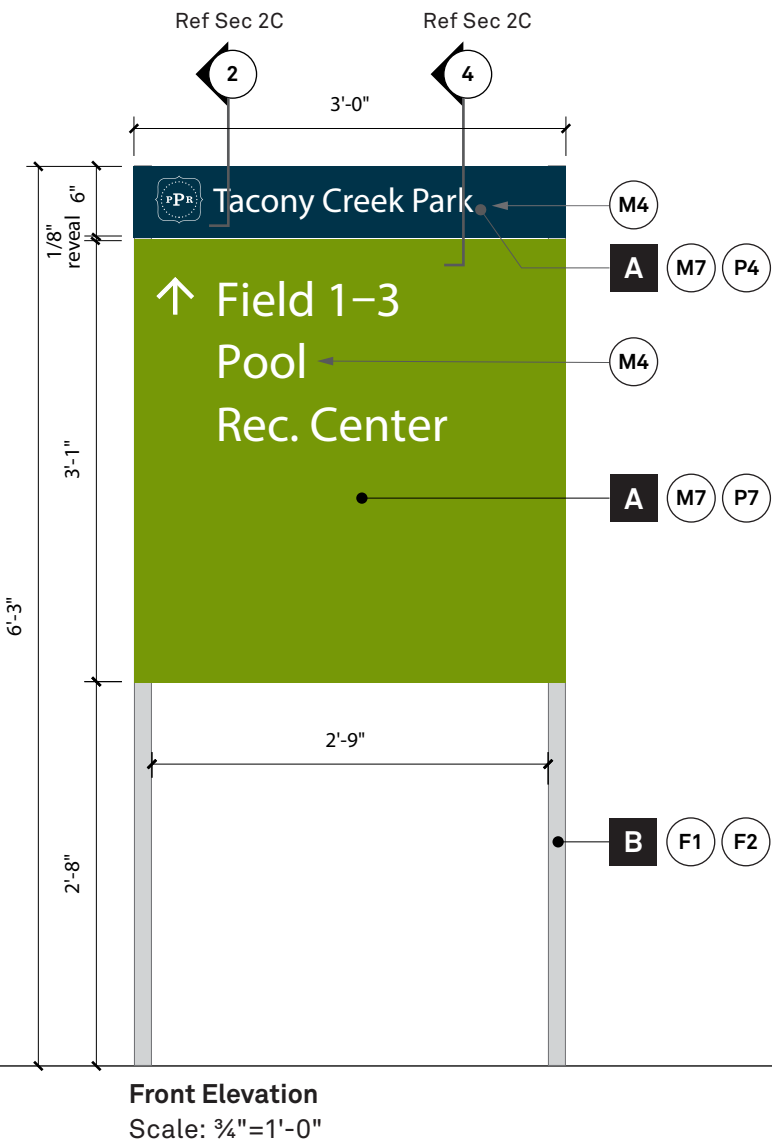 Ref Sec 2C
Ref Sec 2C
2
4
3'-0"
6"
1/8"
reveal
PPR Tacony Creek Park
M4
A M7 P4
↑ Field 1–3
Pool
M4
Rec. Center
3'-1"
A M7 P7
6'-3"
2'-9"
B F1 F2
2'-8"
Front Elevation
Scale: ¾"=1'-0"